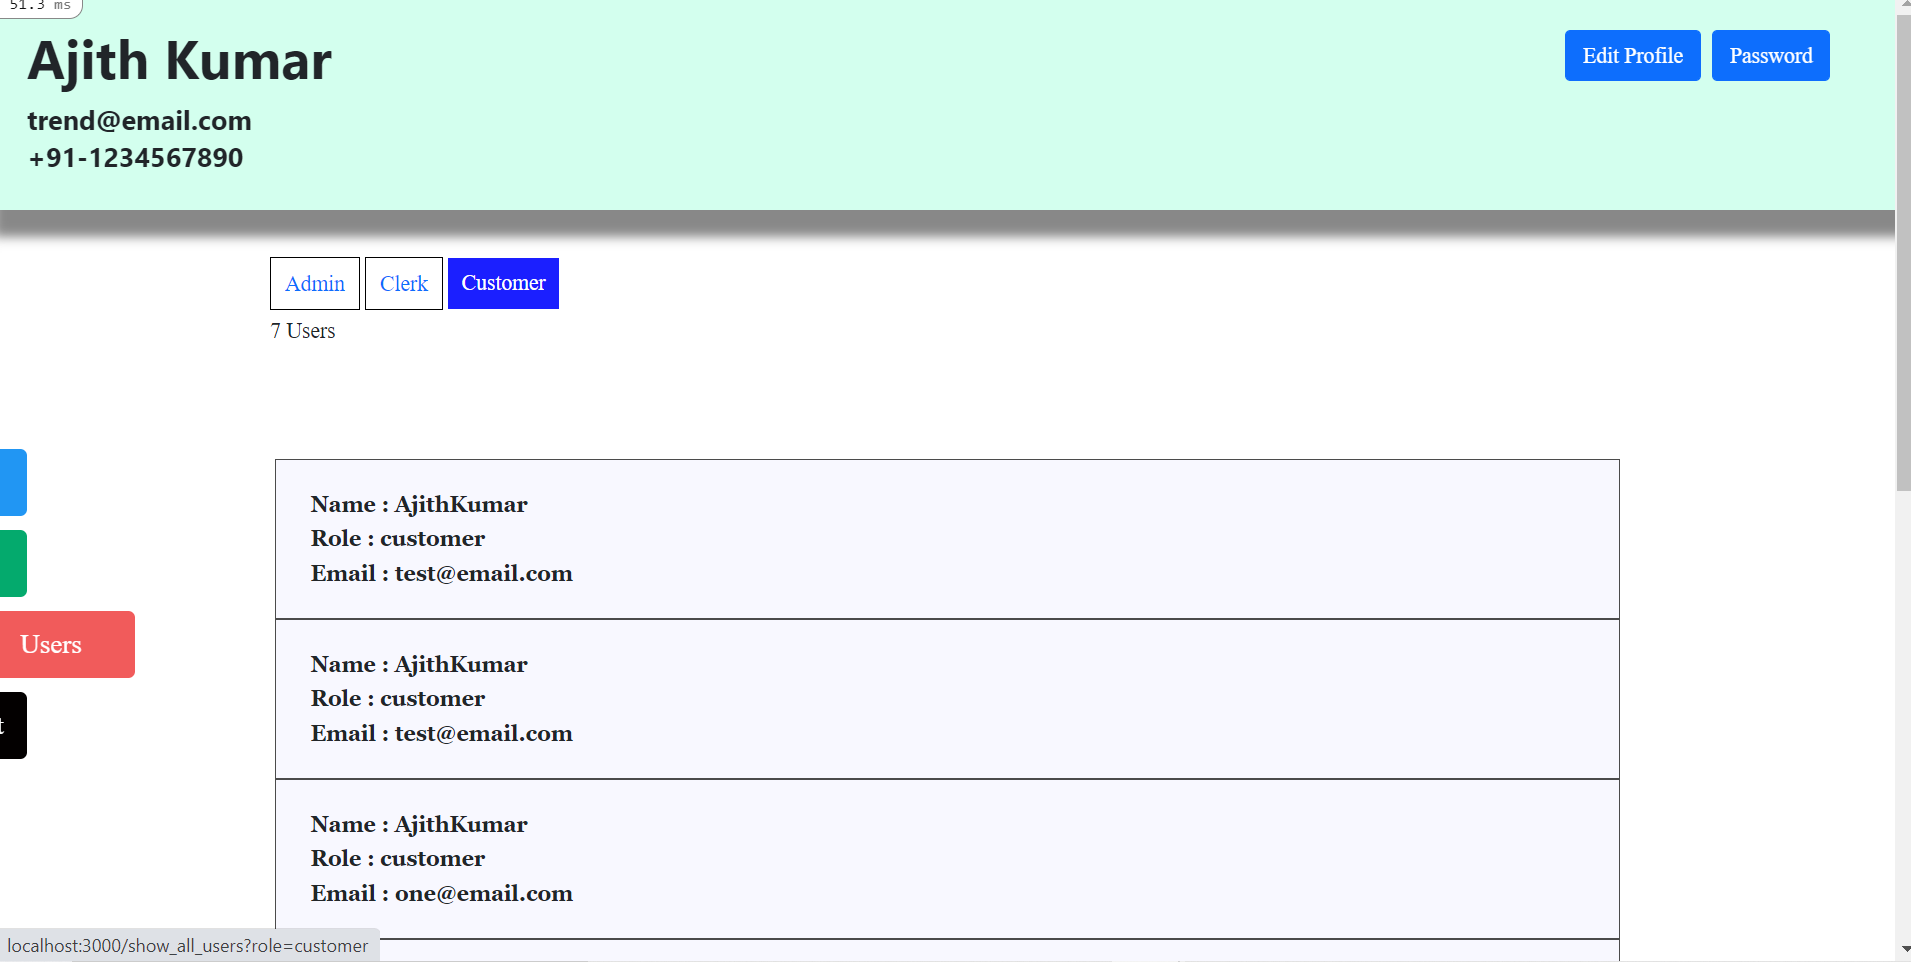 51.3 ms
Ajith Kumar
Edit Profile Password
trend@email.com
+91-1234567890
Admin Clerk Customer
7 Users
Name : AjithKumar
Role : customer
Email : test@email.com
Users
Name : AjithKumar
Role : customer
Email : test@email.com
t
Name : AjithKumar
Role : customer
Email : one@email.com
localhost:3000/show_all_users?role=customer